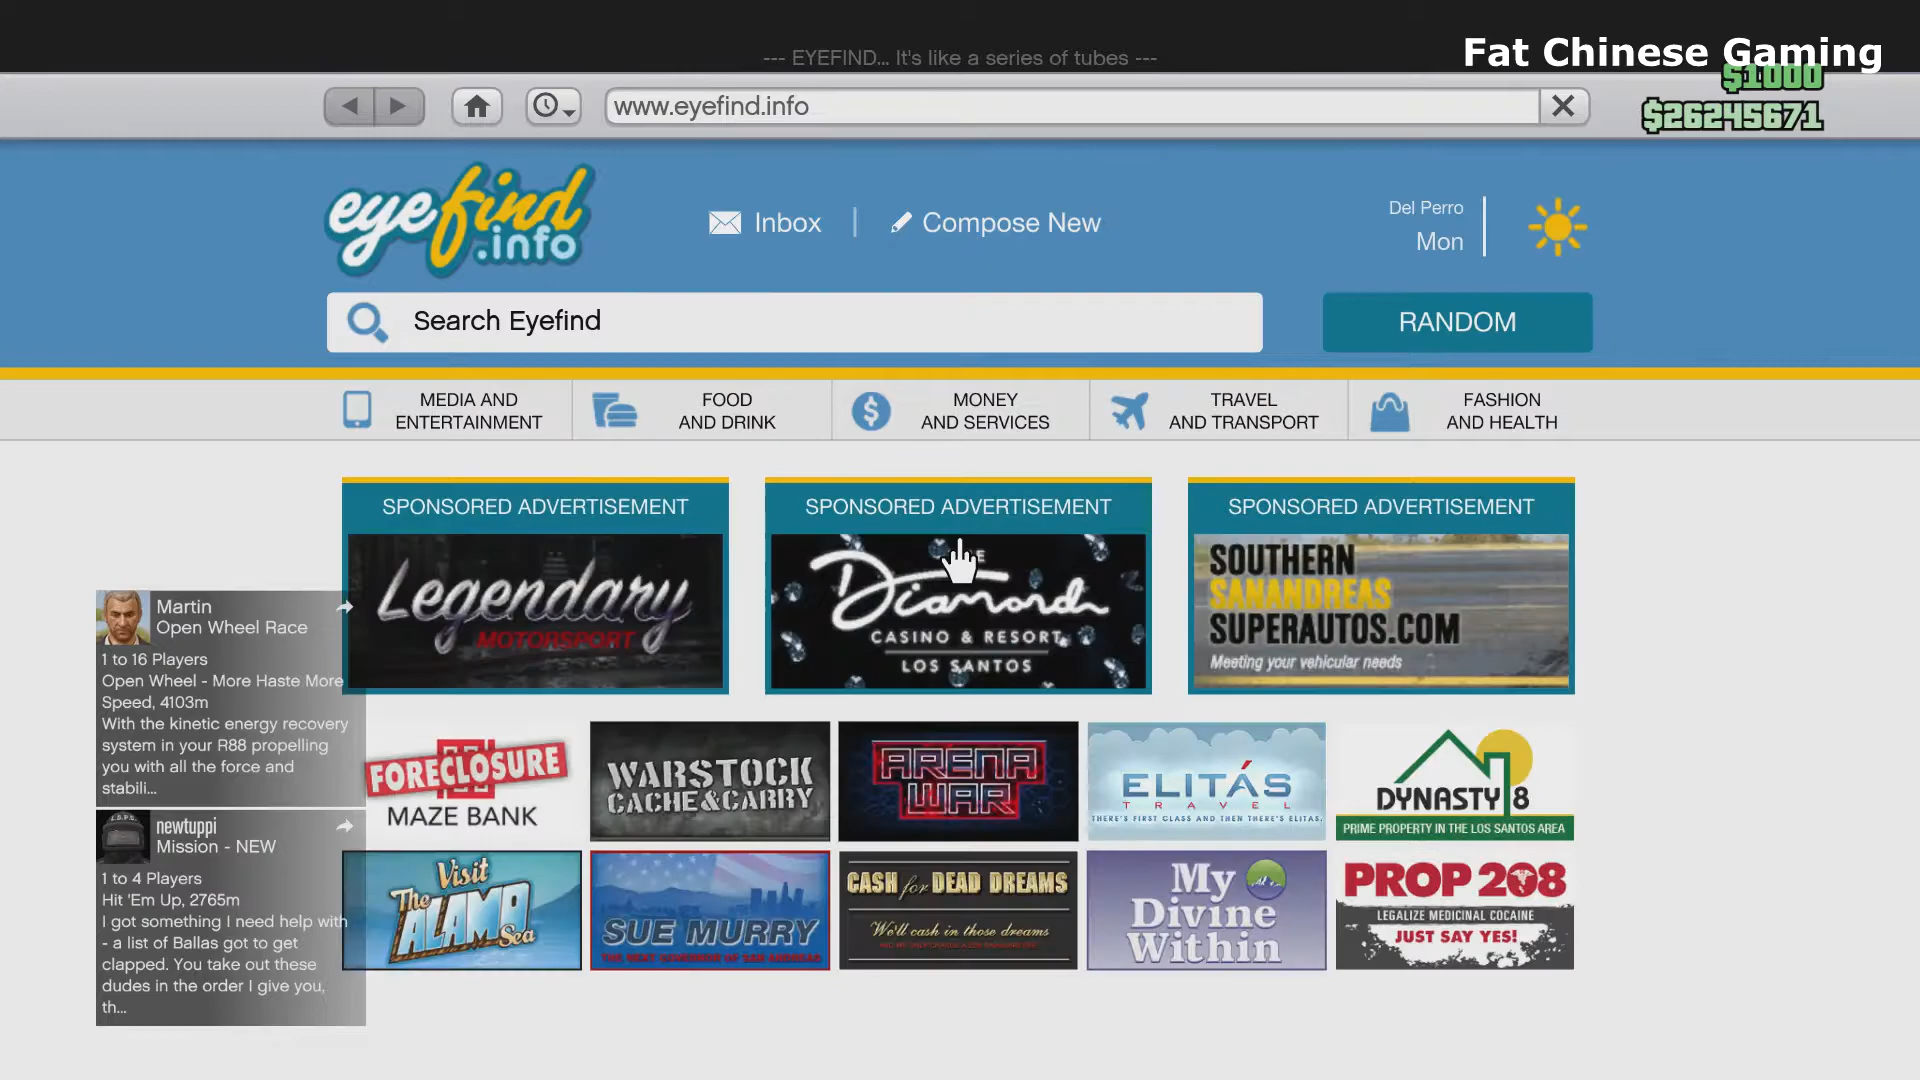 --- EYEFIND... It's like a series of tubes ---
Fat Chinese Gaming
$1000
$26245671
www.eyefind.info
eyefind
.info
Inbox
Compose New
Del Perro
Mon
Search Eyefind
RANDOM
MEDIA AND
ENTERTAINMENT
FOOD
AND DRINK
MONEY
AND SERVICES
TRAVEL
AND TRANSPORT
FASHION
AND HEALTH
SPONSORED ADVERTISEMENT
Legendary
MOTORSPORT
SPONSORED ADVERTISEMENT
Diamond
CASINO & RESORT
LOS SANTOS
SPONSORED ADVERTISEMENT
SOUTHERN
SANANDREAS
SUPERAUTOS.COM
Meeting your vehicular needs
Martin
Open Wheel Race
1 to 16 Players
Open Wheel - More Haste More
Speed, 4103m
With the kinetic energy recovery
system in your R88 propelling
you with all the force and
stabili...
newtuppi
Mission - NEW
1 to 4 Players
Hit 'Em Up, 2765m
I got something I need help with
- a list of Ballas got to get
clapped. You take out these
dudes in the order I give you,
th...
FORECLOSURE
MAZE BANK
WARSTOCK
CACHE&CARRY
ARENA
WAR
ELITÁS
TRAVEL
THERE'S FIRST CLASS AND THEN THERE'S ELITAS.
DYNASTY 8
PRIME PROPERTY IN THE LOS SANTOS AREA
Visit
The
ALAMO
Sea
SUE MURRY
THE NEXT GOVERNOR OF SAN ANDREAS
CASH for DEAD DREAMS
We'll cash in those dreams
My
Divine
Within
PROP 208
LEGALIZE MEDICINAL COCAINE
JUST SAY YES!